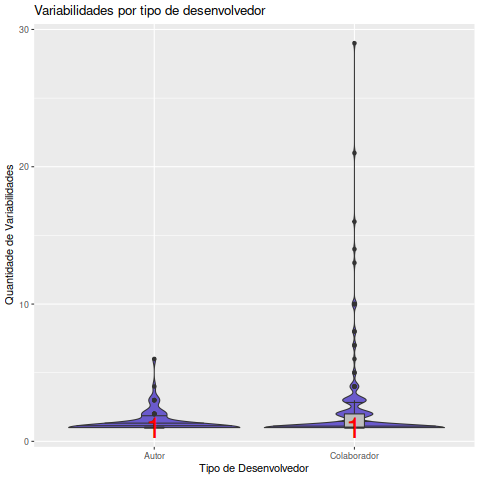 Variabilidades por tipo de desenvolvedor
Quantidade de Variabilidades
30
20
10
0
1
1
Autor
Colaborador
Tipo de Desenvolvedor